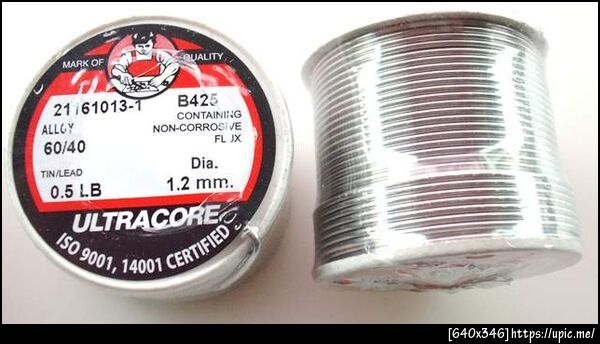 MARK OF QUALITY
21161013-1 B425
ALLOY CONTAINING
NON-CORROSIVE
60/40 FLUX
TIN/LEAD Dia.
0.5 LB 1.2 mm.
ULTRACORE
ISO 9001, 14001 CERTIFIED
[640x346]https://upic.me/